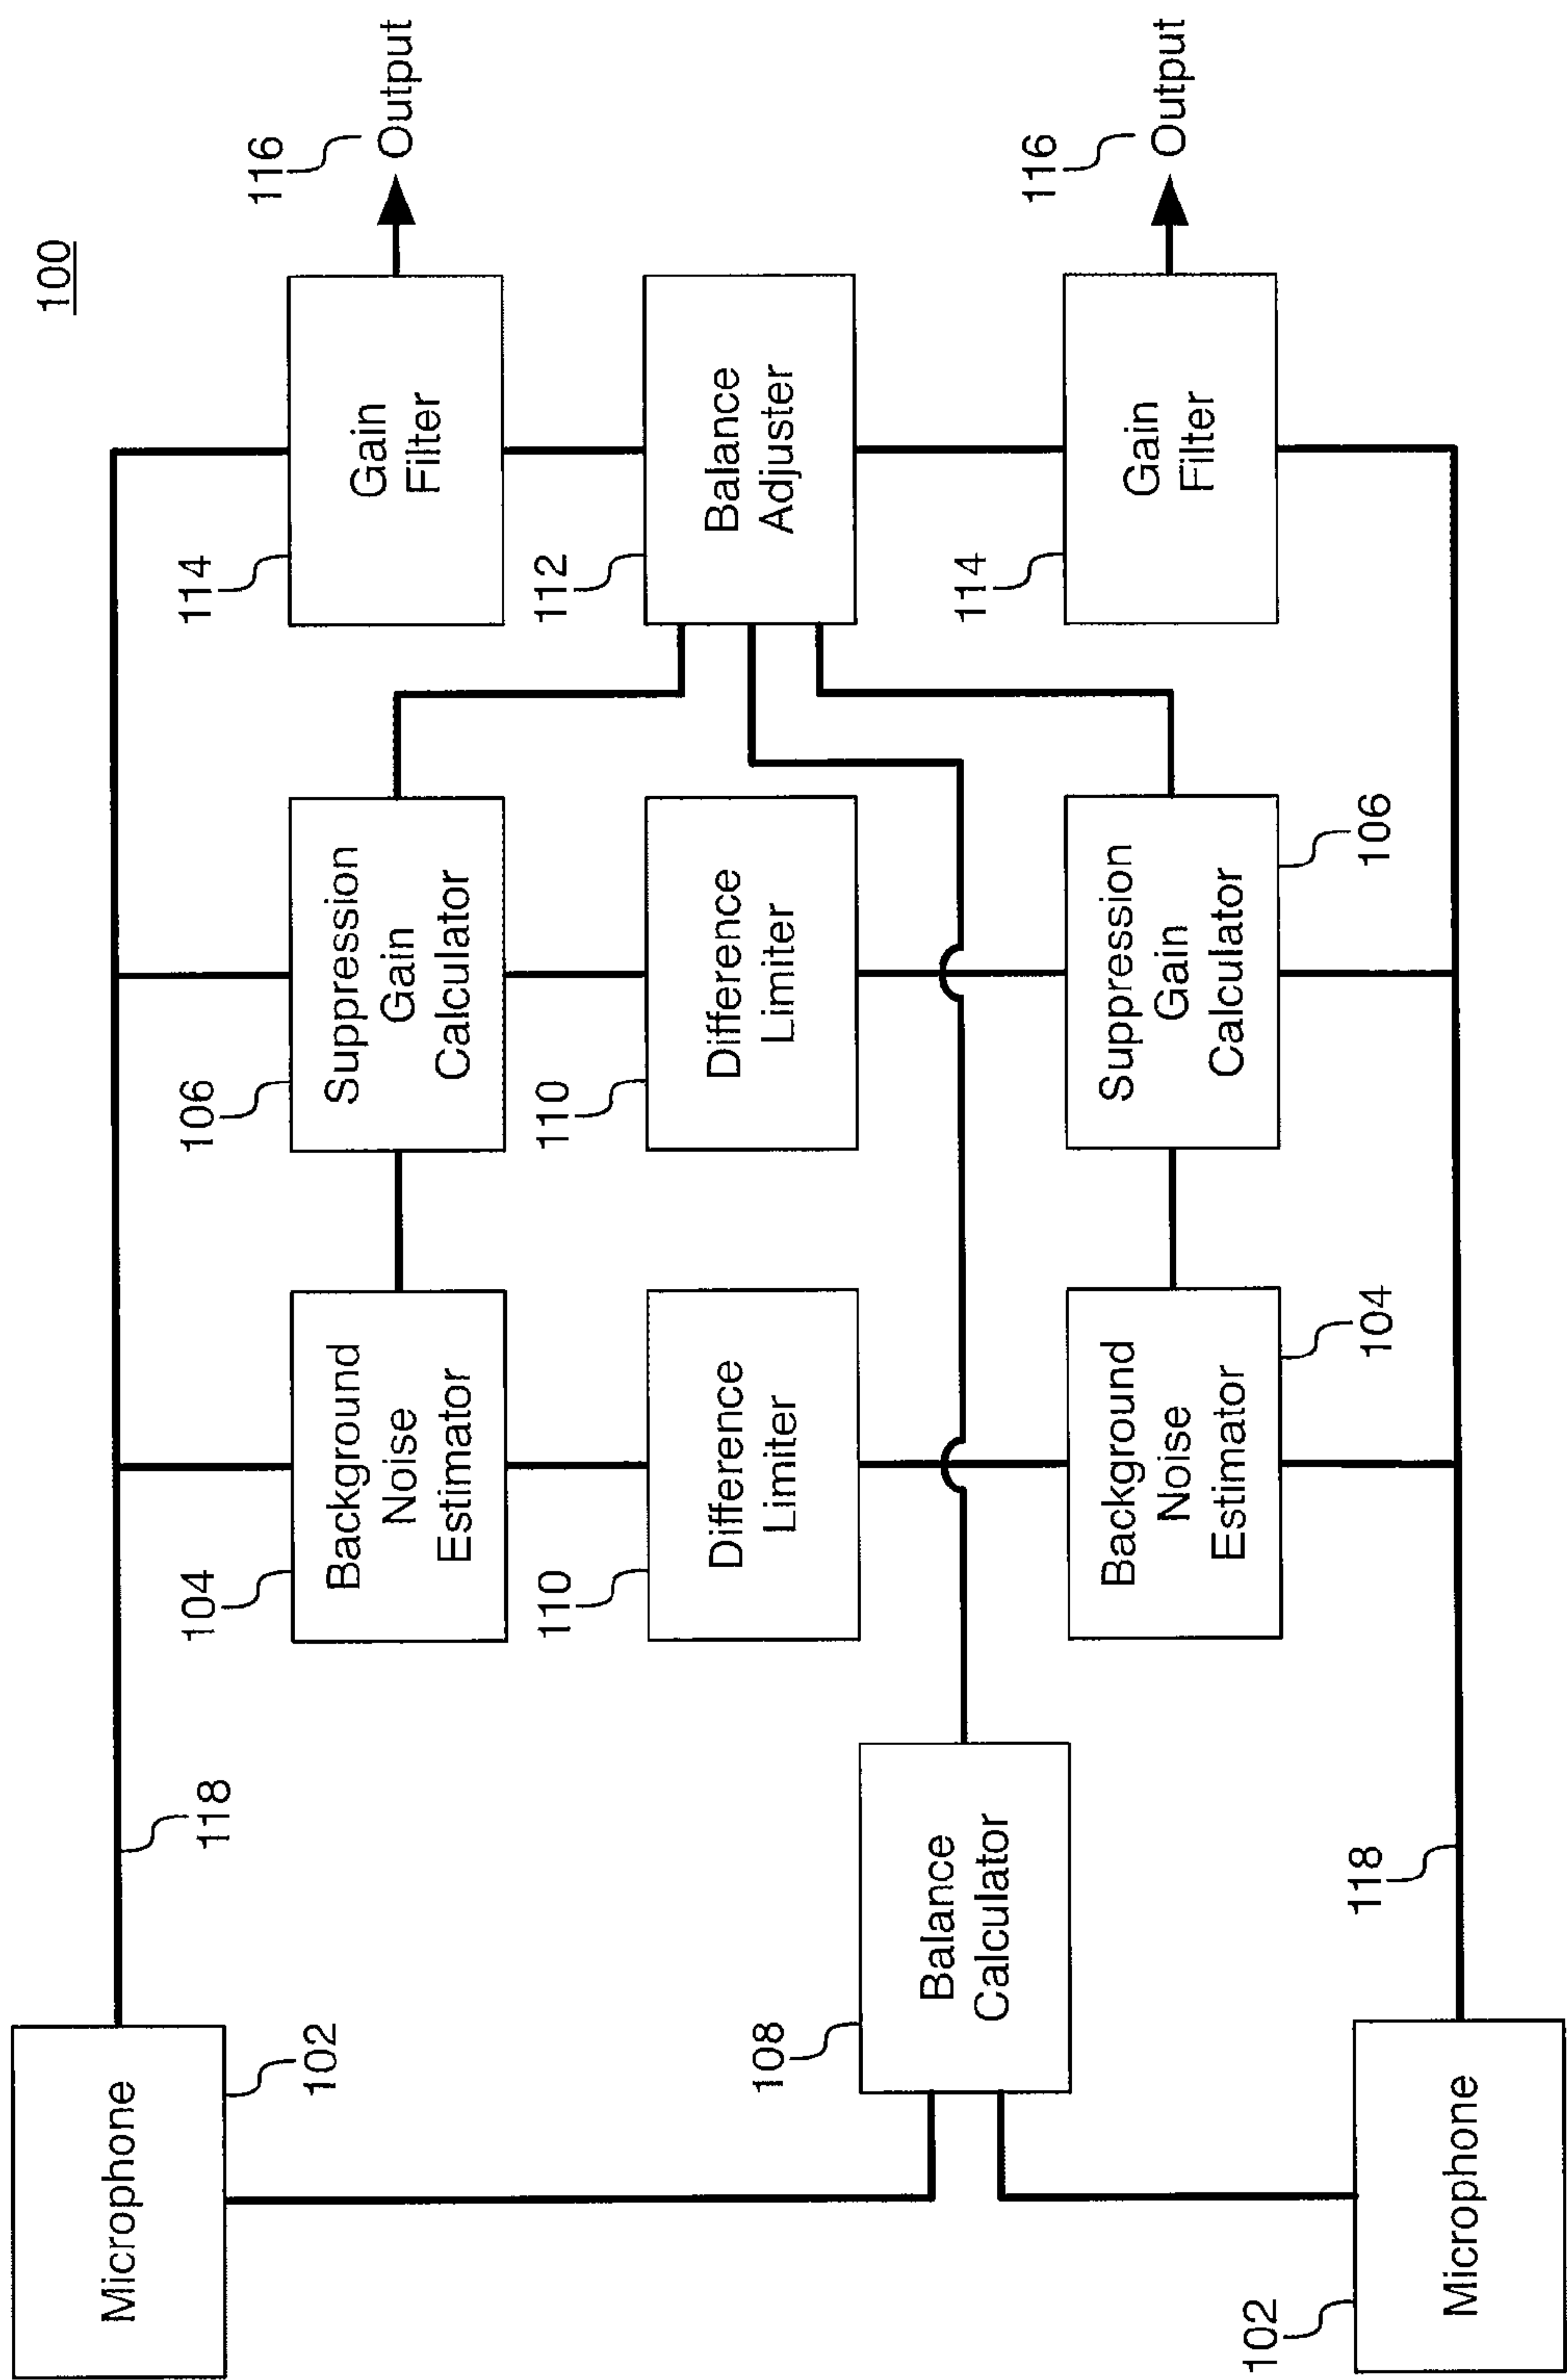 100
Microphone
102
118
104
Background
Noise
Estimator
106
Suppression
Gain
Calculator
114
Gain
Filter
116
Output
110
Difference
Limiter
110
Difference
Limiter
112
Balance
Adjuster
108
Balance
Calculator
Background
Noise
Estimator
104
Suppression
Gain
Calculator
106
114
Gain
Filter
116
Output
102
Microphone
118